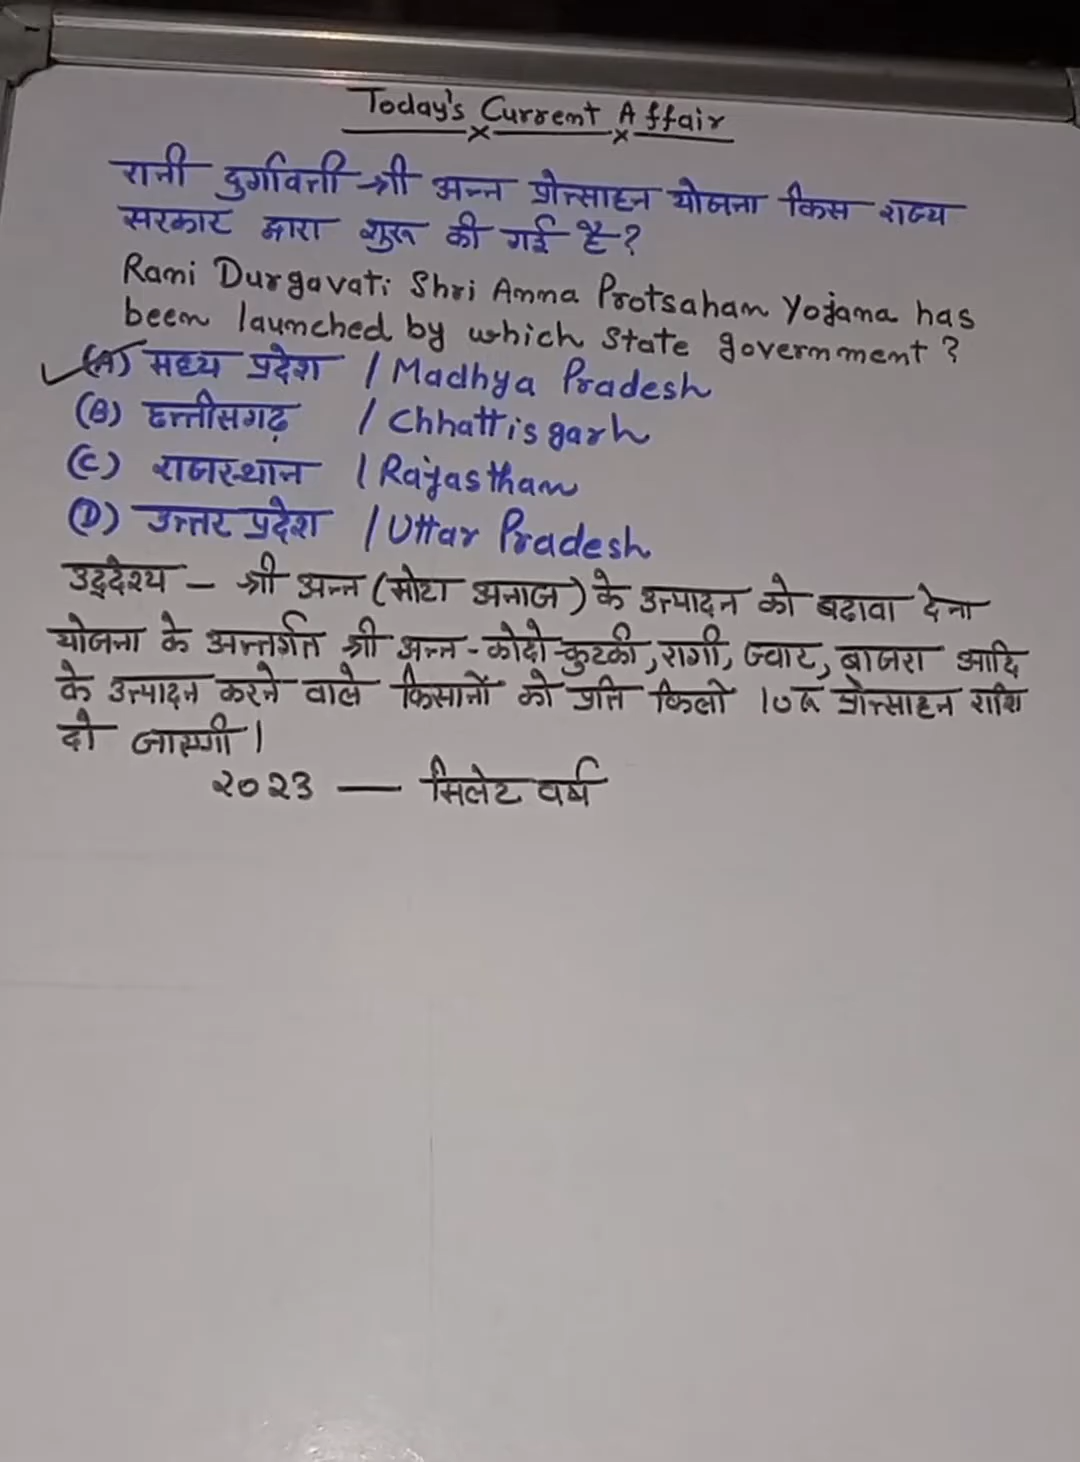 Today's Current Affair
रानी दुर्गावती श्री अन्न प्रोत्साहन योजना किस राज्य
सरकार द्वारा शुरू की गई है?
Rani Durgavati Shri Anna Protsahan Yojana has
been launched by which State government?
(A) मध्य प्रदेश / Madhya Pradesh
(B) छत्तीसगढ़ / Chhattisgarh
(C) राजस्थान / Rajasthan
(D) उत्तर प्रदेश / Uttar Pradesh
उद्देश्य - श्री अन्न (मोटा अनाज) के उत्पादन को बढावा देना
योजना के अन्तर्गत श्री अन्न - कोदो-कुटकी, रागी, ज्वार, बाजरा आदि
के उत्पादन करने वाले किसानों को प्रति किलो 10रू प्रोत्साहन राशि
दी जाएगी।
२०२३ — मिलेट वर्ष